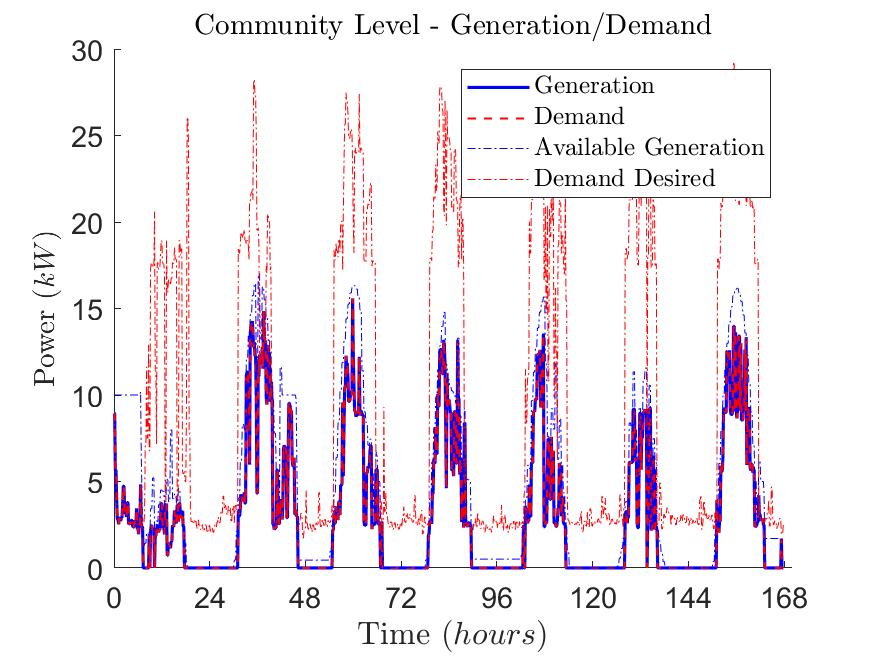 Community Level - Generation/Demand
30
25
20
15
10
5
0
Power (kW)
Generation
Demand
Available Generation
Demand Desired
0 24 48 72 96 120 144 168
Time (hours)